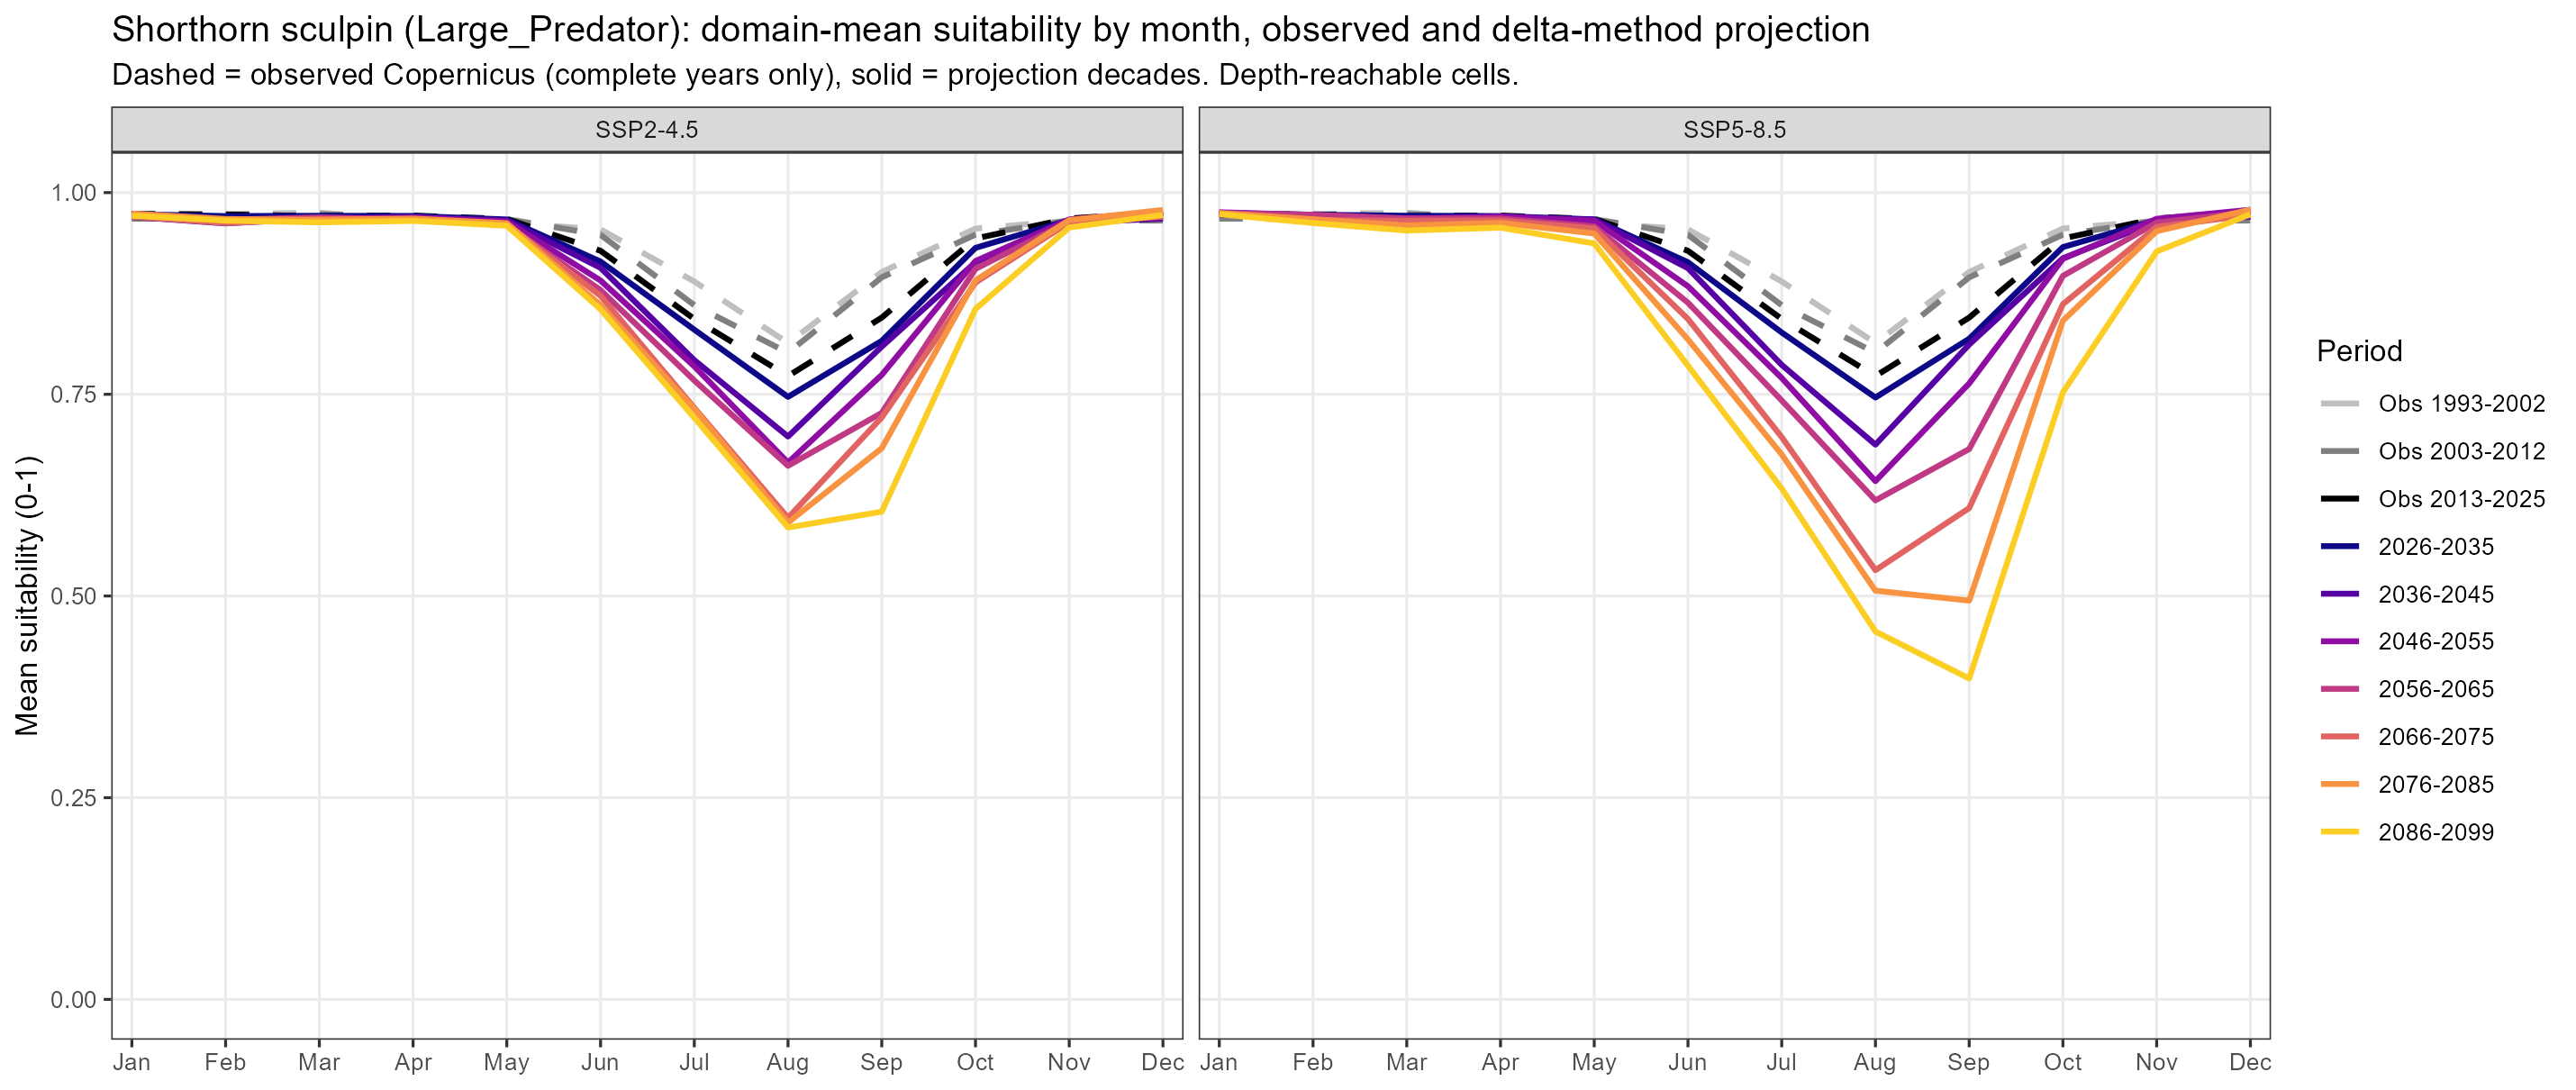 Shorthorn sculpin (Large_Predator): domain-mean suitability by month, observed and delta-method projection
Dashed = observed Copernicus (complete years only), solid = projection decades. Depth-reachable cells.
SSP2-4.5
SSP5-8.5
Mean suitability (0-1)
1.00
0.75
0.50
0.25
0.00
Jan Feb Mar Apr May Jun Jul Aug Sep Oct Nov Dec
Jan Feb Mar Apr May Jun Jul Aug Sep Oct Nov Dec
Period
Obs 1993-2002
Obs 2003-2012
Obs 2013-2025
2026-2035
2036-2045
2046-2055
2056-2065
2066-2075
2076-2085
2086-2099